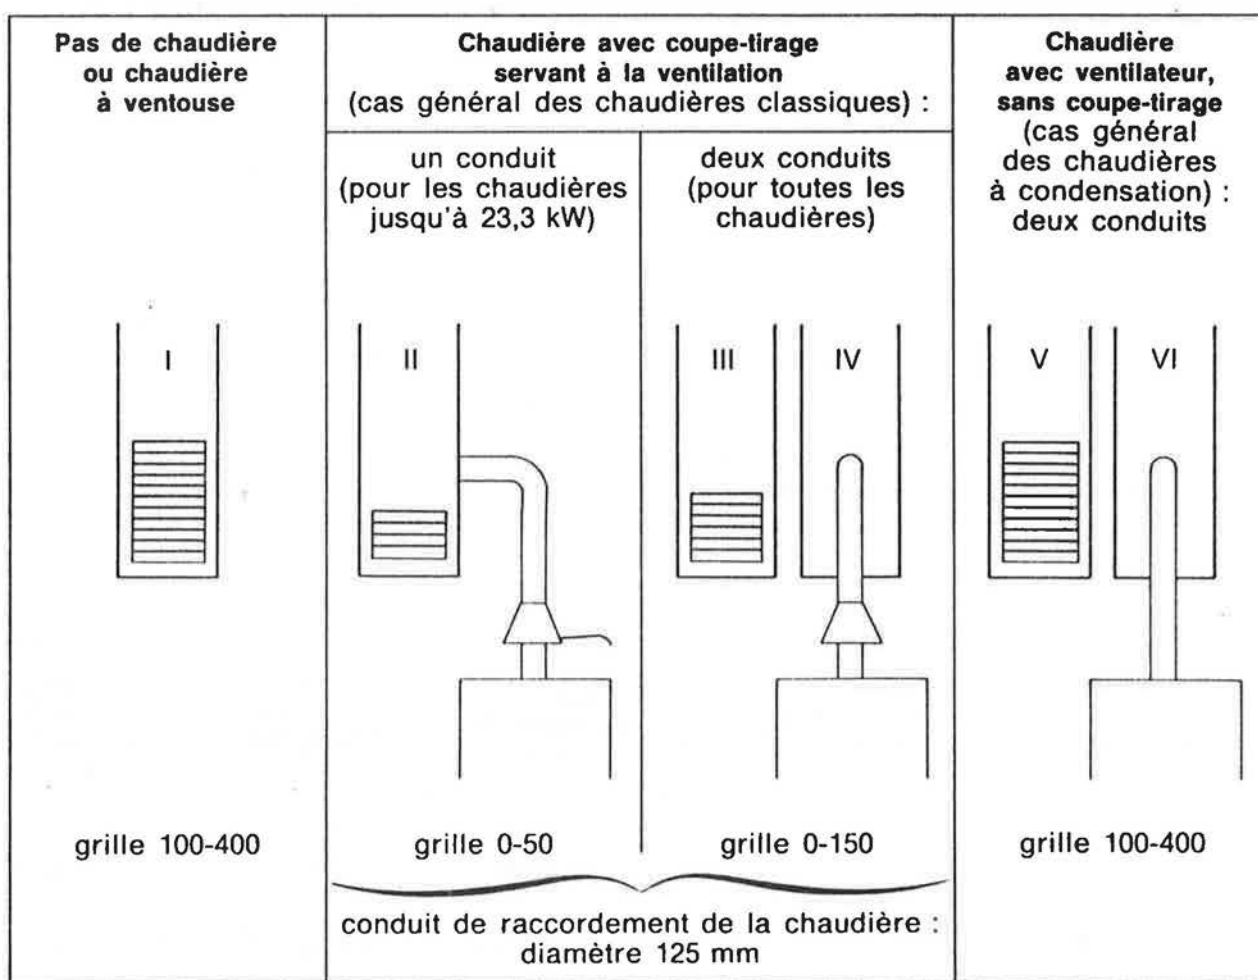 Pas de chaudière
ou chaudière
à ventouse
Chaudière avec coupe-tirage
servant à la ventilation
(cas général des chaudières classiques) :
un conduit
(pour les chaudières
jusqu'à 23,3 kW)
deux conduits
(pour toutes les
chaudières)
Chaudière
avec ventilateur,
sans coupe-tirage
(cas général
des chaudières
à condensation) :
deux conduits
I
II
III
IV
V
VI
grille 100-400
grille 0-50
grille 0-150
grille 100-400
conduit de raccordement de la chaudière :
diamètre 125 mm